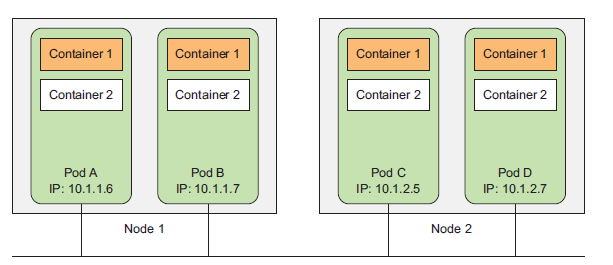 Container 1
Container 2
Pod A
IP: 10.1.1.6
Container 1
Container 2
Pod B
IP: 10.1.1.7
Node 1
Container 1
Container 2
Pod C
IP: 10.1.2.5
Container 1
Container 2
Pod D
IP: 10.1.2.7
Node 2